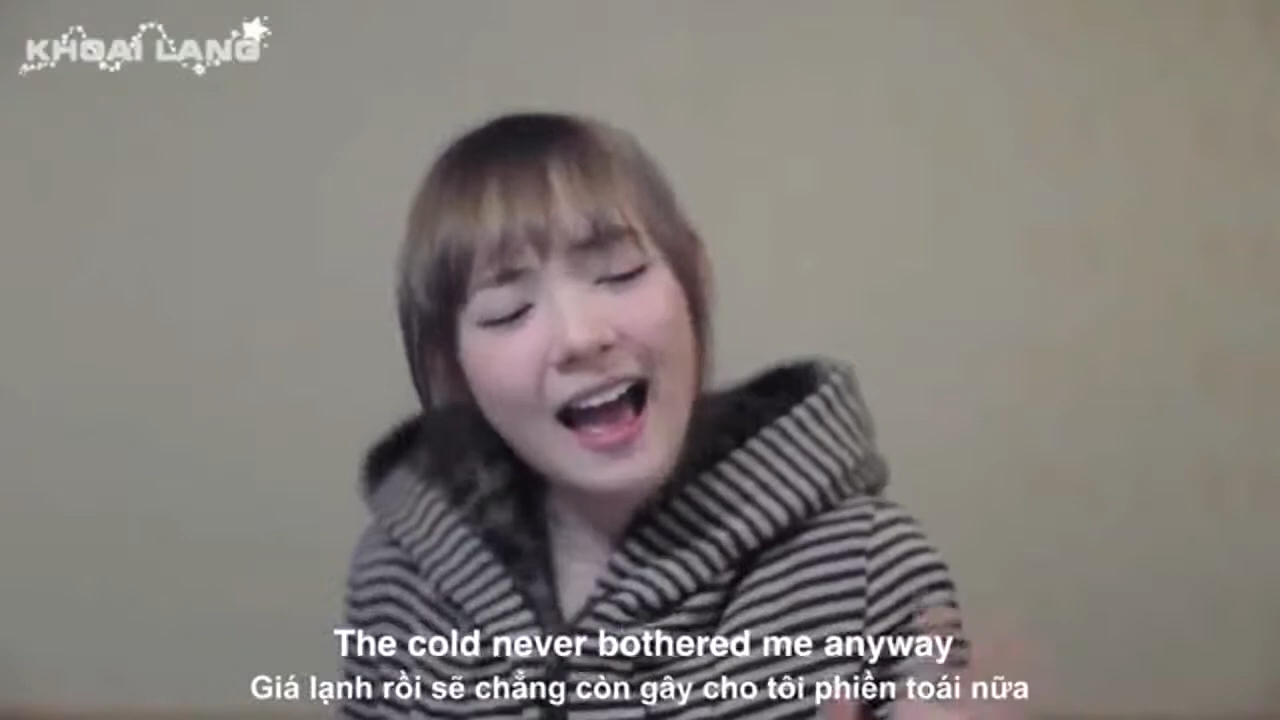 KHOAI LANG
The cold never bothered me anyway
Giá lạnh rồi sẽ chẳng còn gây cho tôi phiền toái nữa